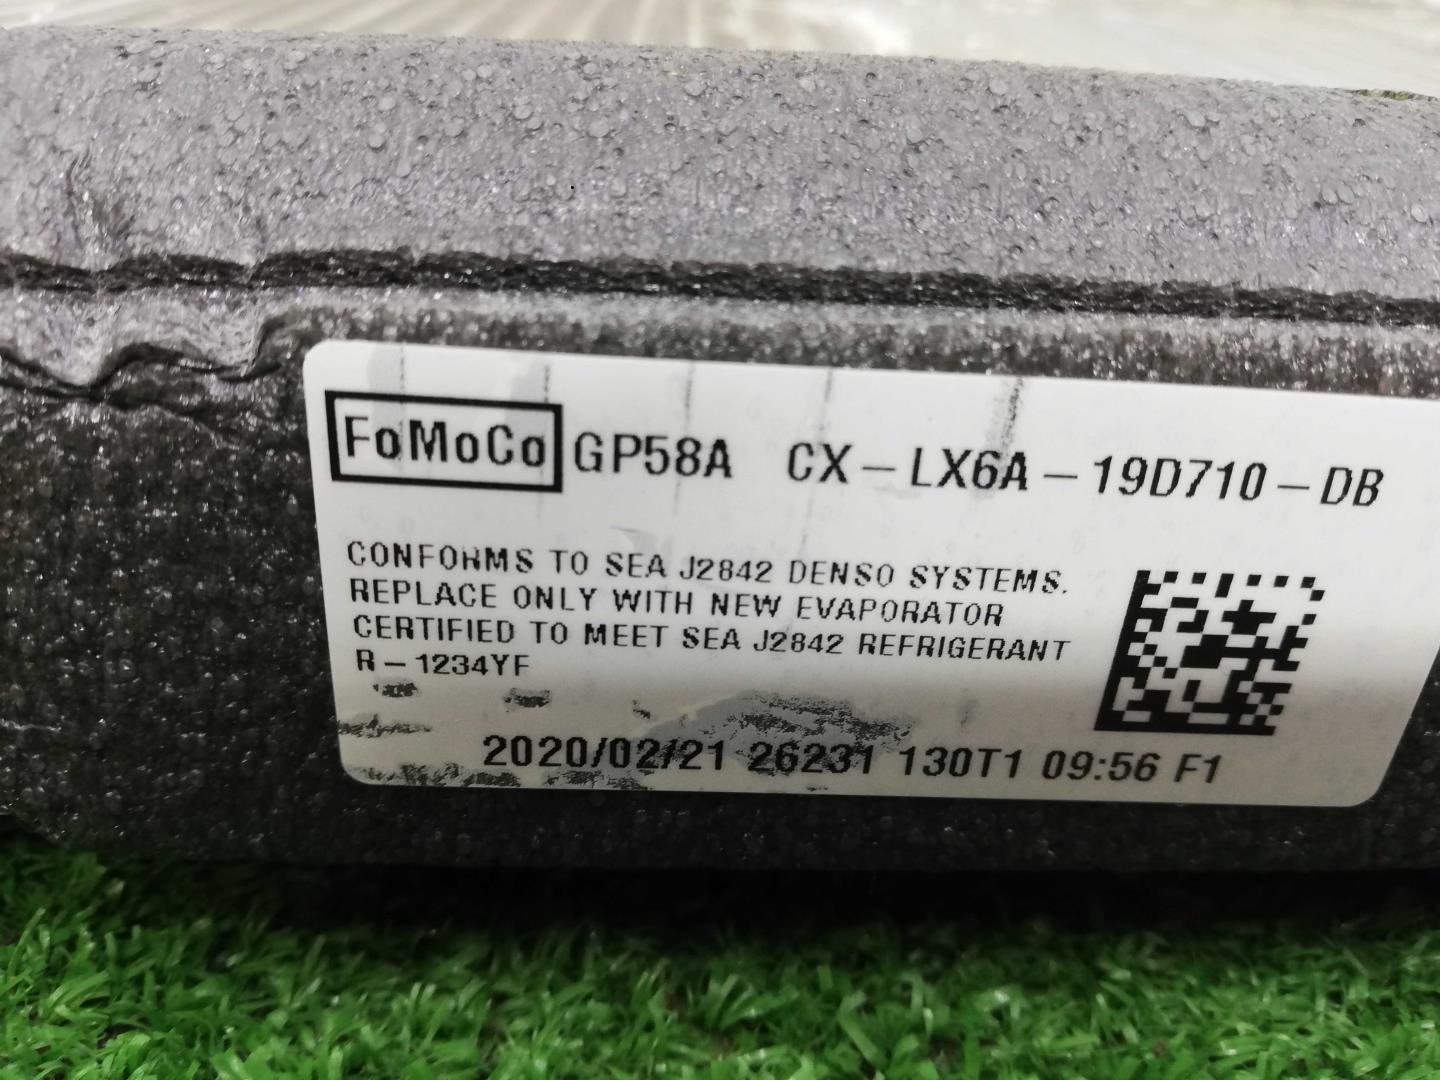 FoMoCo GP58A CX-LX6A-19D710-DB
CONFORMS TO SEA J2842 DENSO SYSTEMS.
REPLACE ONLY WITH NEW EVAPORATOR
CERTIFIED TO MEET SEA J2842 REFRIGERANT
R-1234YF
2020/02/21 26231 130T1 09:56 F1